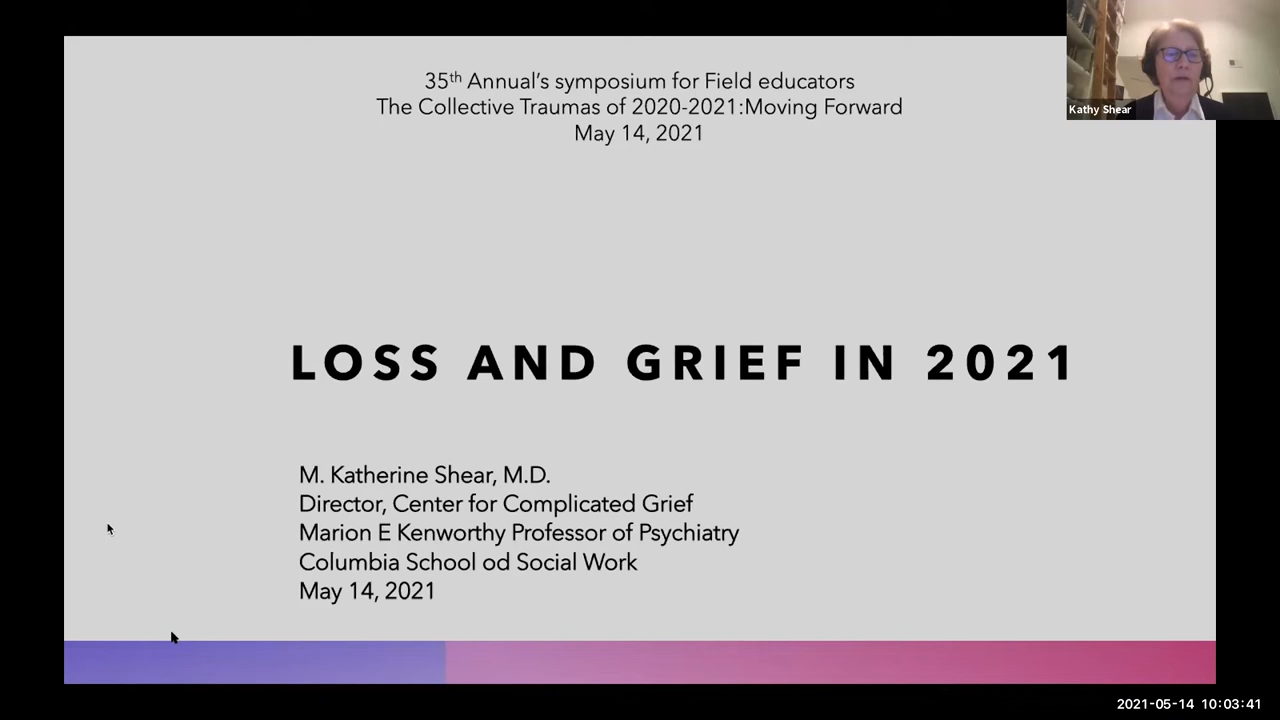 35th Annual's symposium for Field educators
The Collective Traumas of 2020-2021:Moving Forward
May 14, 2021
Kathy Shear
LOSS AND GRIEF IN 2021
M. Katherine Shear, M.D.
Director, Center for Complicated Grief
Marion E Kenworthy Professor of Psychiatry
Columbia School od Social Work
May 14, 2021
2021-05-14 10:03:41